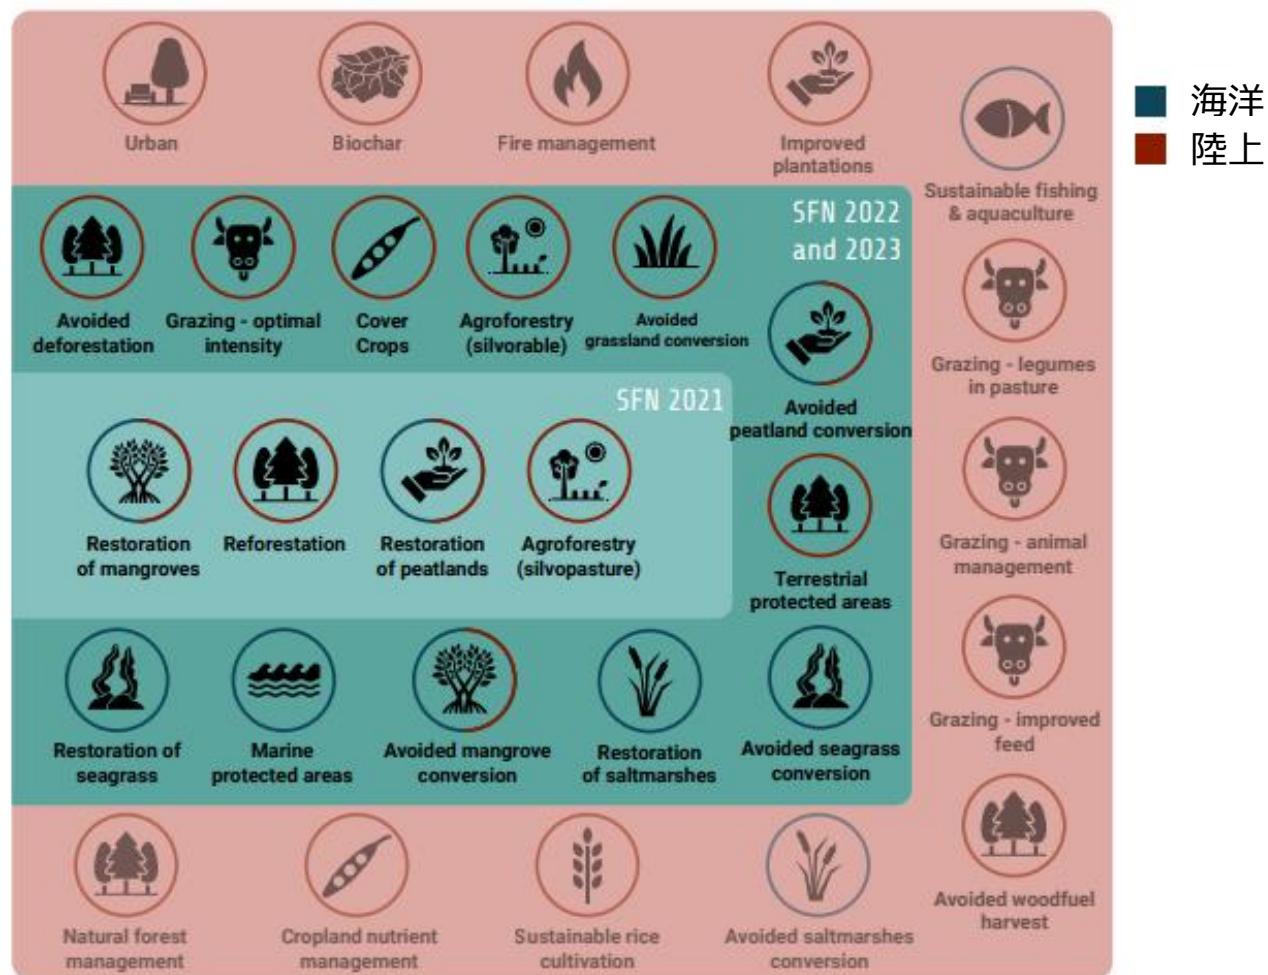 Urban
Biochar
Fire management
Improved
plantations
海洋
陸上
Sustainable fishing
& aquaculture
SFN 2022
and 2023
Avoided
deforestation
Grazing - optimal
intensity
Cover
Crops
Agroforestry
(silvorable)
Avoided
grassland conversion
Avoided
peatland conversion
Grazing - legumes
in pasture
SFN 2021
Restoration
of mangroves
Reforestation
Restoration
of peatlands
Agroforestry
(silvopasture)
Terrestrial
protected areas
Grazing - animal
management
Restoration of
seagrass
Marine
protected areas
Avoided mangrove
conversion
Restoration
of saltmarshes
Avoided seagrass
conversion
Grazing - improved
feed
Natural forest
management
Cropland nutrient
management
Sustainable rice
cultivation
Avoided saltmarshes
conversion
Avoided woodfuel
harvest